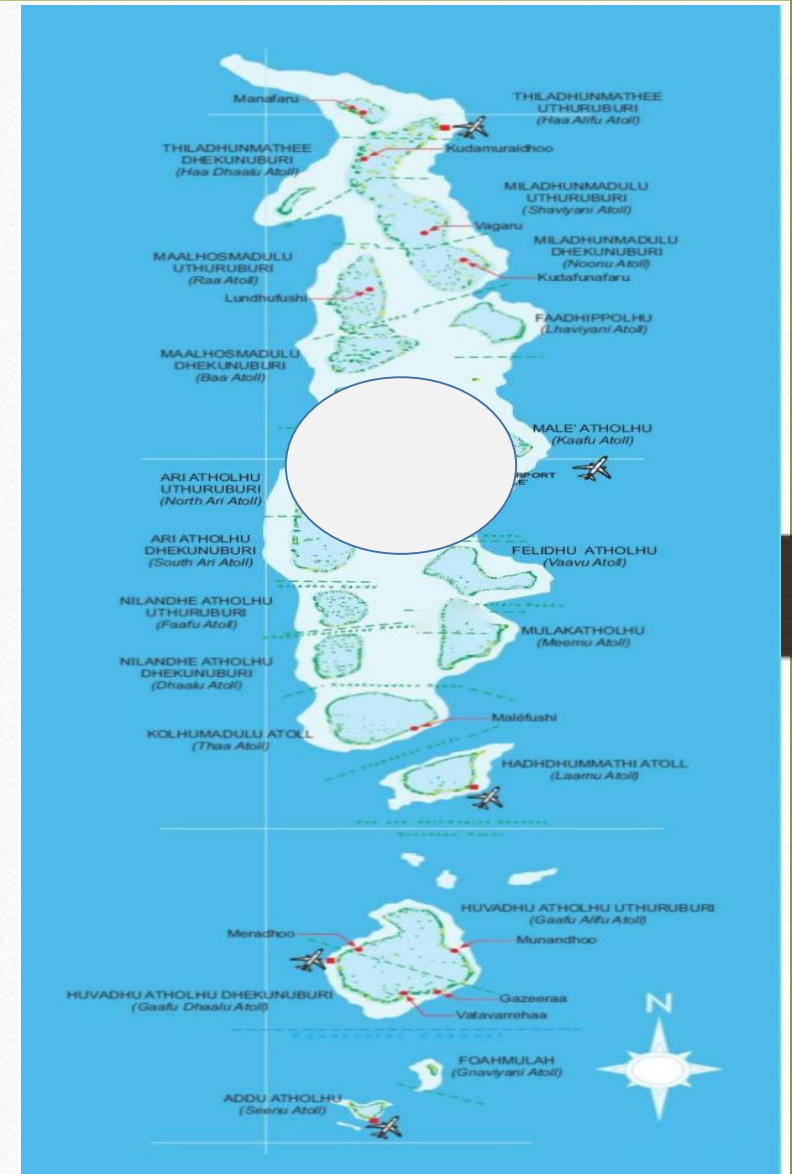 Manafaru
THILADHUNMATHEE
UTHURUBURI
(Haa Alifu Atoll)
THILADHUNMATHEE
DHEKUNUBURI
(Haa Dhaalu Atoll)
Kudamuraidhoo
MILADHUNMADULU
UTHURUBURI
(Shaviyani Atoll)
Vagaru
MILADHUNMADULU
DHEKUNUBURI
(Noonu Atoll)
Kudafunafaru
MAALHOSMADULU
UTHURUBURI
(Raa Atoll)
Lundhufushi
FAADHIPPOLHU
(Lhaviyani Atoll)
MAALHOSMADULU
DHEKUNUBURI
(Baa Atoll)
MALE' ATHOLHU
(Kaafu Atoll)
ARI ATHOLHU
UTHURUBURI
(North Ari Atoll)
RPORT
LE'
ARI ATHOLHU
DHEKUNUBURI
(South Ari Atoll)
FELIDHU ATHOLHU
(Vaavu Atoll)
NILANDHE ATHOLHU
UTHURUBURI
(Faafu Atoll)
MULAKATHOLHU
(Meemu Atoll)
NILANDHE ATHOLHU
DHEKUNUBURI
(Dhaalu Atoll)
Maléfushi
KOLHUMADULU ATOLL
(Thaa Atoll)
HADHDHUMMATHI ATOLL
(Laamu Atoll)
HUVADHU ATHOLHU UTHURUBURI
(Gaafu Alifu Atoll)
Meradhoo
Munandhoo
HUVADHU ATHOLHU DHEKUNUBURI
(Gaafu Dhaalu Atoll)
Gazeeraa
Vatavarrehaa
N
Equatorial Channel
FOAHMULAH
(Gnaviyani Atoll)
ADDU ATHOLHU
(Seenu Atoll)